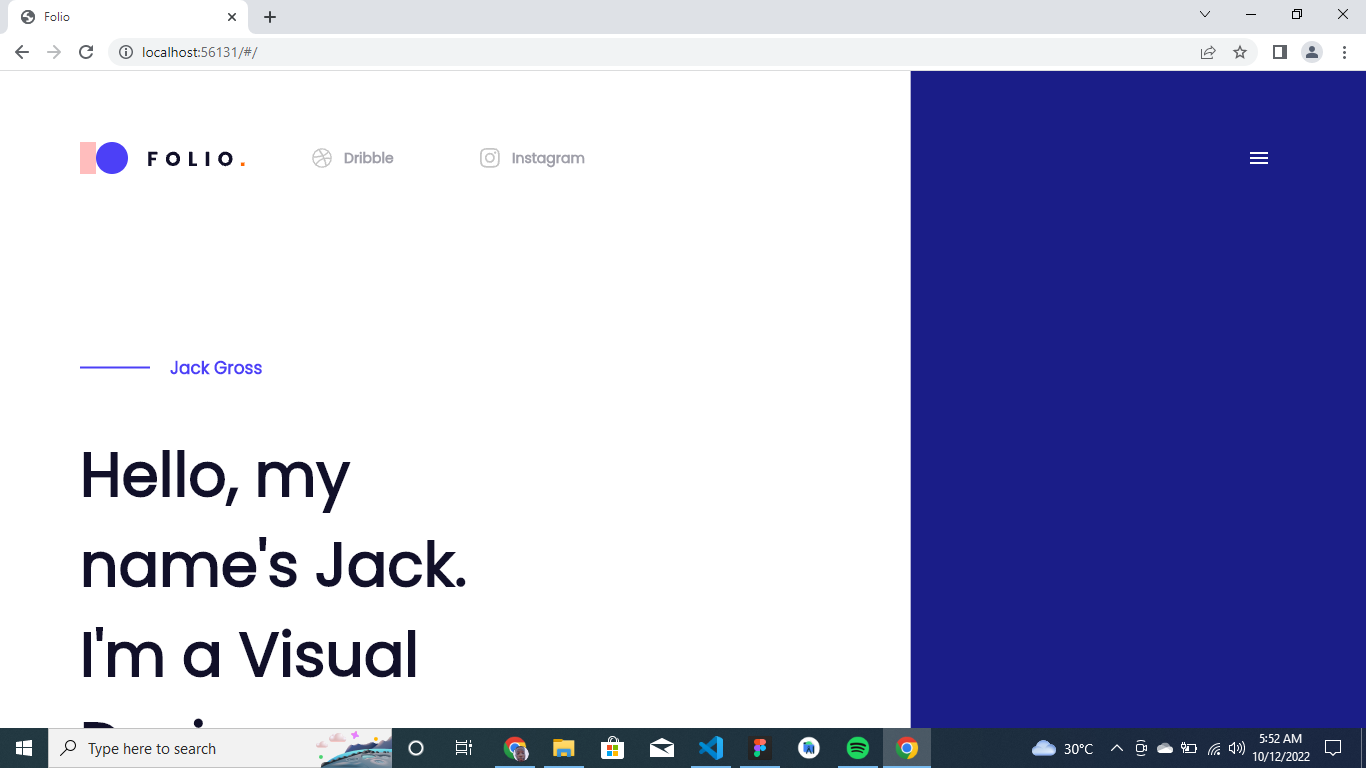 Folio
localhost:56131/#/
FOLIO.
Dribble
Instagram
Jack Gross
Hello, my
name's Jack.
I'm a Visual
Type here to search
30°C
5:52 AM
10/12/2022